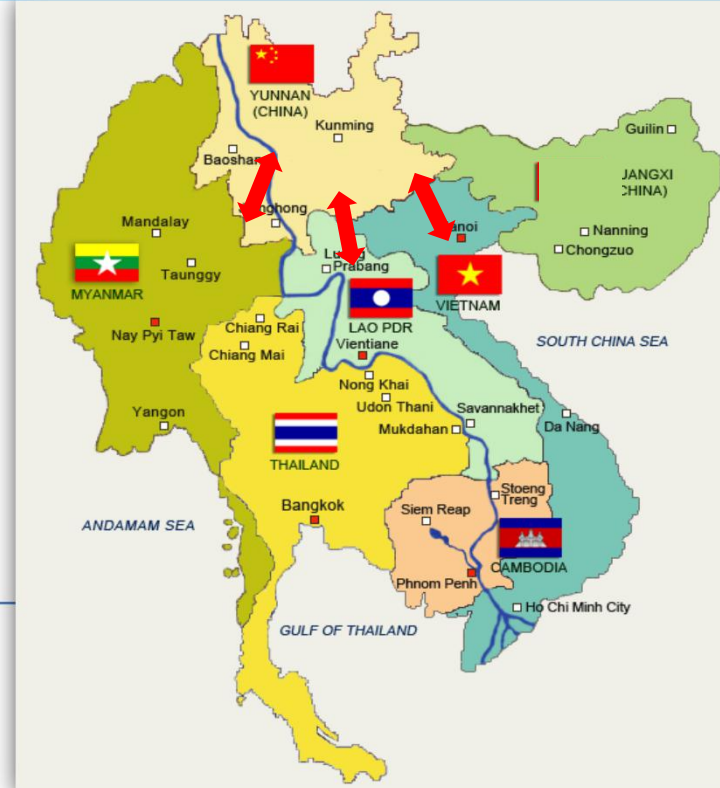 YUNNAN
(CHINA)
Kunming
Guilin
Baoshan
JANGXI
CHINA)
Mandalay
nghong
Nanning
Chongzuo
anoi
Taunggy
Prabang
MYANMAR
VIETNAM
Nay Pyi Taw
Chiang Rai
LAO PDR
Vientiane
SOUTH CHINA SEA
Chiang Mai
Nong Khai
Udon Thani
Yangon
Savannakhet
Mukdahan
Da Nang
THAILAND
Stoeng
Treng
Bangkok
Siem Reap
ANDAMAM SEA
CAMBODIA
Phnom Penh
Ho Chi Minh City
GULF OF THAILAND